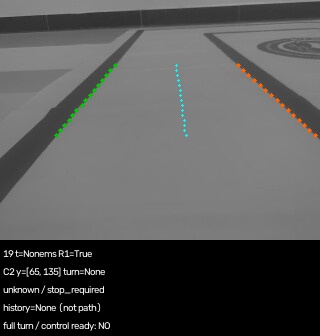 19 t=Nonems R1=True
C2 y=[65, 135] turn=None
unknown / stop_required
history=None (not path)
full turn / control ready: NO